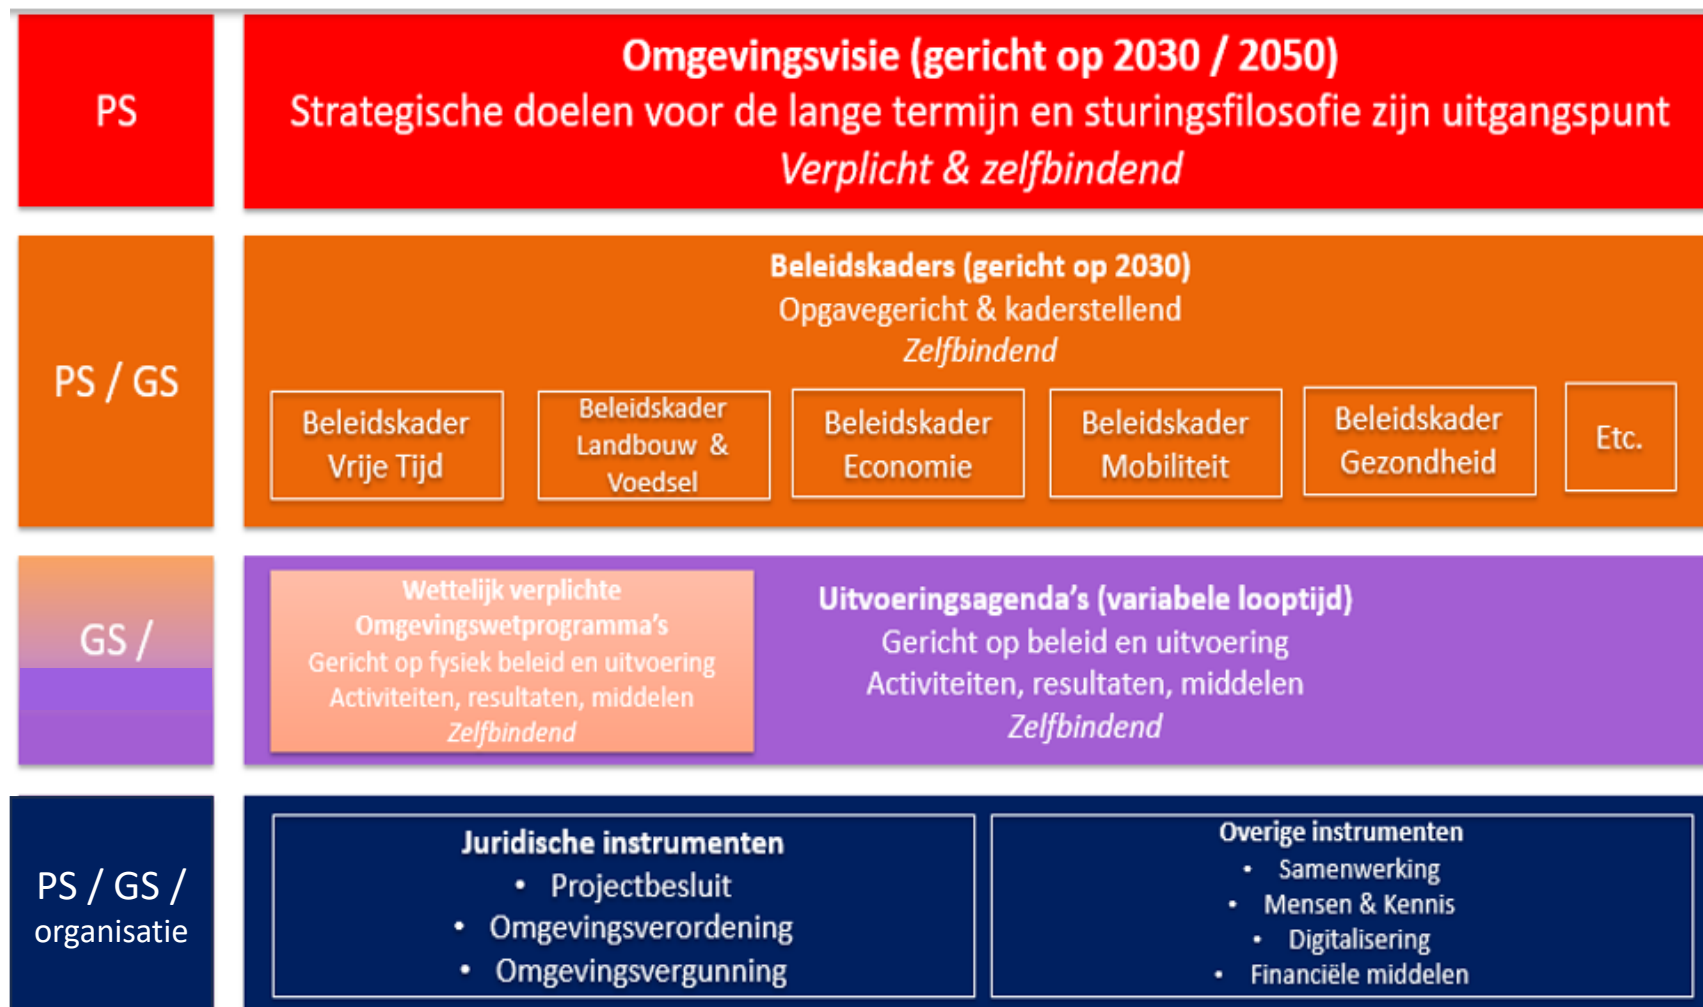 PS
Omgevingsvisie (gericht op 2030 / 2050)
Strategische doelen voor de lange termijn en sturingsfilosofie zijn uitgangspunt
Verplicht & zelfbindend
PS / GS
Beleidskaders (gericht op 2030)
Opgavegericht & kaderstellend
Zelfbindend
Beleidskader
Vrije Tijd
Beleidskader
Landbouw &
Voedsel
Beleidskader
Economie
Beleidskader
Mobiliteit
Beleidskader
Gezondheid
Etc.
GS /
Wettelijk verplichte
Omgevingswetprogramma's
Gericht op fysiek beleid en uitvoering
Activiteiten, resultaten, middelen
Zelfbindend
Uitvoeringsagenda's (variabele looptijd)
Gericht op beleid en uitvoering
Activiteiten, resultaten, middelen
Zelfbindend
PS / GS /
organisatie
Juridische instrumenten
• Projectbesluit
• Omgevingsverordening
• Omgevingsvergunning
Overige instrumenten
• Samenwerking
• Mensen & Kennis
• Digitalisering
• Financiële middelen